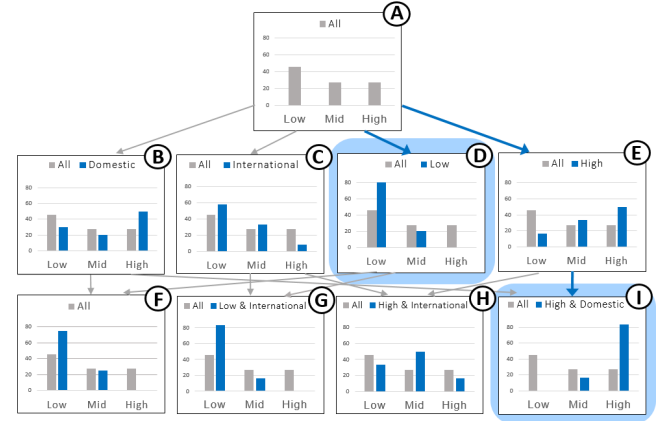 A
All
80
60
40
20
0
Low Mid High
B C D E
All Domestic
80
60
40
20
0
Low Mid High
All International
80
60
40
20
0
Low Mid High
All Low
80
60
40
20
0
Low Mid High
All High
80
60
40
20
0
Low Mid High
F G H I
All
80
60
40
20
0
Low Mid High
All Low & International
80
60
40
20
0
Low Mid High
All High & International
80
60
40
20
0
Low Mid High
All High & Domestic
80
60
40
20
0
Low Mid High